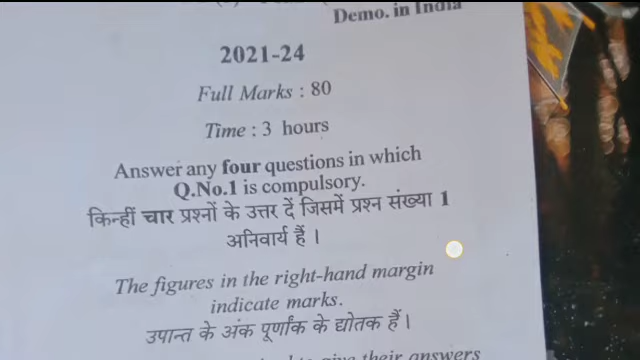 Demo. in India
2021-24
Full Marks : 80
Time : 3 hours
Answer any four questions in which
Q.No.1 is compulsory.
किन्हीं चार प्रश्नों के उत्तर दें जिसमें प्रश्न संख्या 1
अनिवार्य हैं ।
The figures in the right-hand margin
indicate marks.
उपान्त के अंक पूर्णांक के द्योतक हैं।
their answers